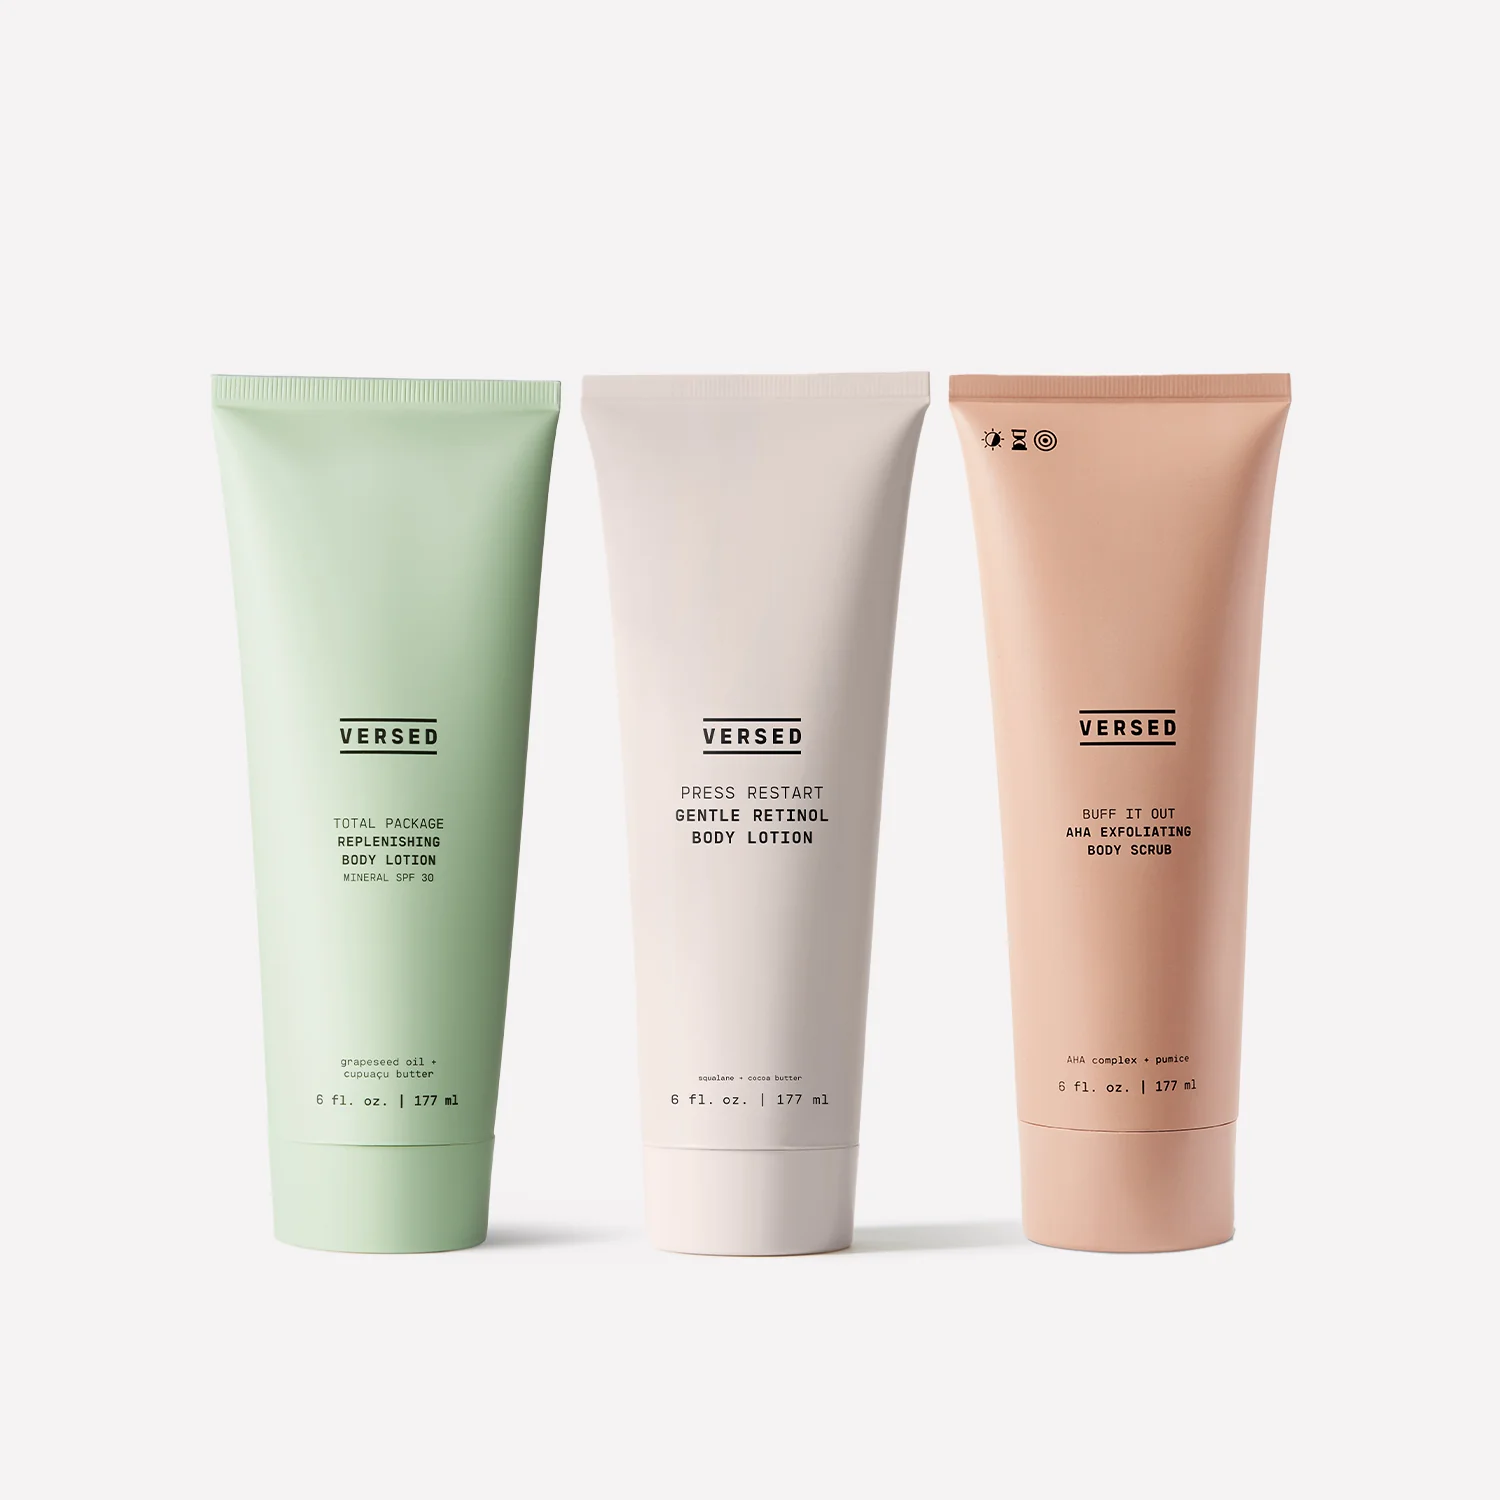 VERSED
TOTAL PACKAGE
REPLENISHING
BODY LOTION
MINERAL SPF 30
grapeseed oil +
cupuaçu butter
6 fl. oz. | 177 ml
VERSED
PRESS RESTART
GENTLE RETINOL
BODY LOTION
squalane + cocoa butter
6 fl. oz. | 177 ml
VERSED
BUFF IT OUT
AHA EXFOLIATING
BODY SCRUB
AHA complex + pumice
6 fl. oz. | 177 ml